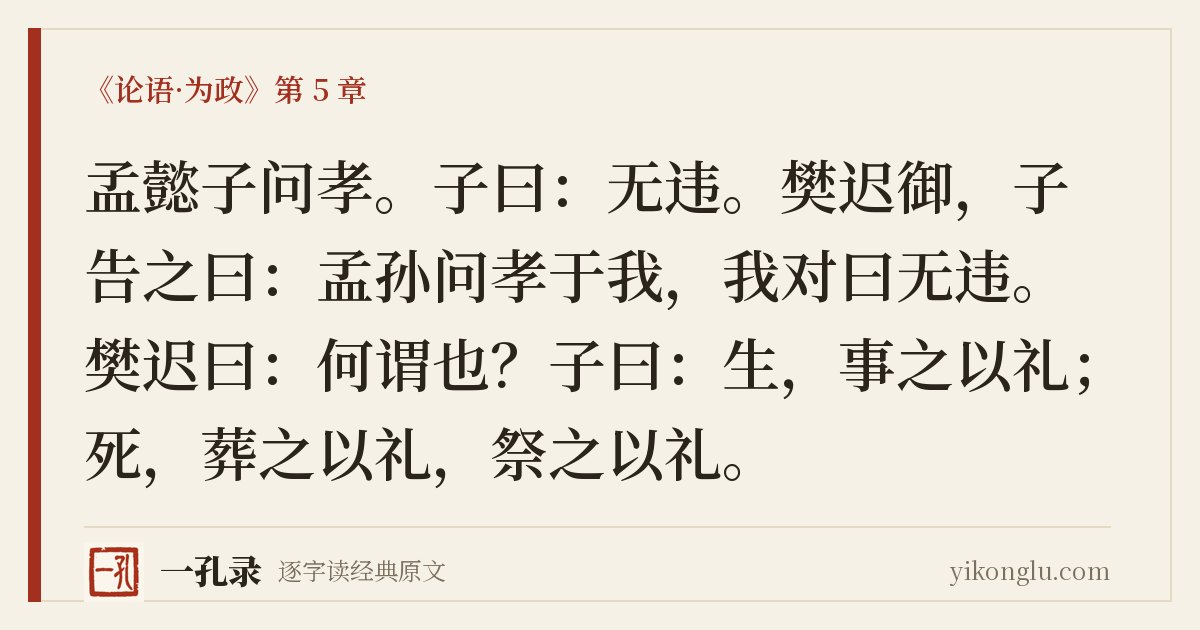 《论语·为政》第 5 章
孟懿子问孝。子曰：无违。樊迟御，子
告之曰：孟孙问孝于我，我对曰无违。
樊迟曰：何谓也？子曰：生，事之以礼；
死，葬之以礼，祭之以礼。
一孔 一孔录 逐字读经典原文 yikonglu.com